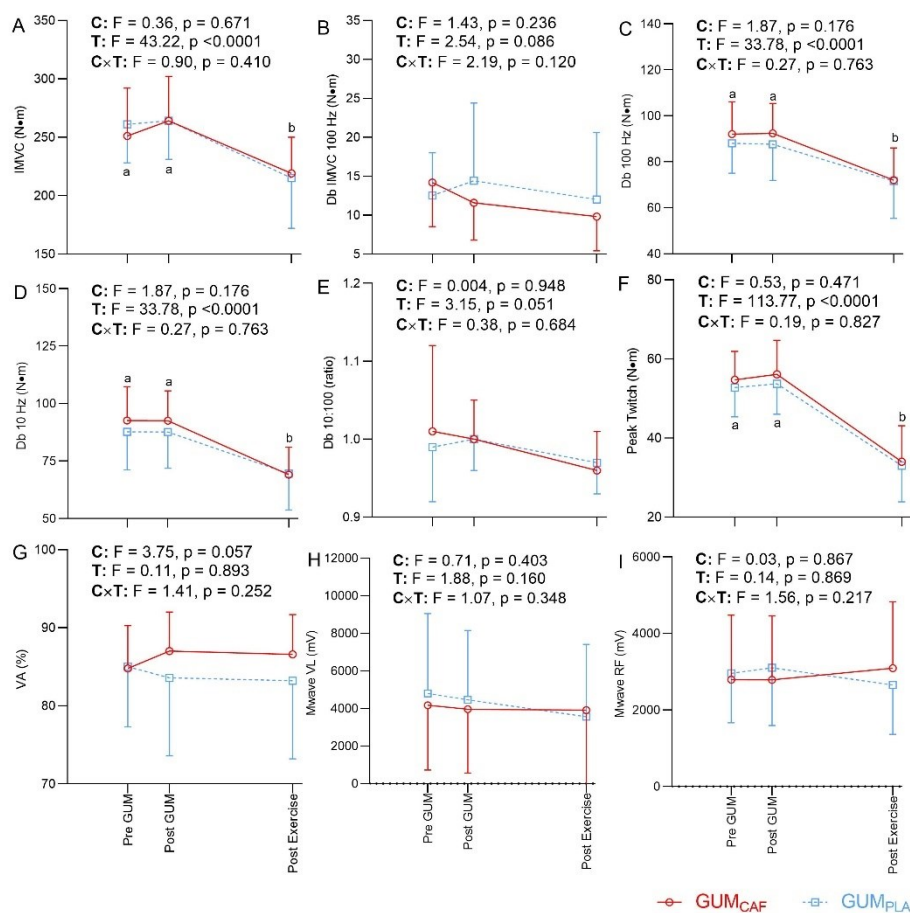 A
C: F = 0.36, p = 0.671
T: F = 43.22, p <0.0001
C×T: F = 0.90, p = 0.410
IMVC (N•m)
350
300
250
200
150
a
a
b
B
C: F = 1.43, p = 0.236
T: F = 2.54, p = 0.086
C×T: F = 2.19, p = 0.120
Db IMVC 100 Hz (N•m)
35
30
25
20
15
10
5
C
C: F = 1.87, p = 0.176
T: F = 33.78, p <0.0001
C×T: F = 0.27, p = 0.763
Db 100 Hz (N•m)
140
120
100
80
60
40
a
a
b
D
C: F = 1.87, p = 0.176
T: F = 33.78, p <0.0001
C×T: F = 0.27, p = 0.763
Db 10 Hz (N•m)
150
125
100
75
50
a
a
b
E
C: F = 0.004, p = 0.948
T: F = 3.15, p = 0.051
C×T: F = 0.38, p = 0.684
Db 10:100 (ratio)
1.2
1.1
1.0
0.9
F
C: F = 0.53, p = 0.471
T: F = 113.77, p <0.0001
C×T: F = 0.19, p = 0.827
Peak Twitch (N•m)
80
60
40
20
a
a
b
G
C: F = 3.75, p = 0.057
T: F = 0.11, p = 0.893
C×T: F = 1.41, p = 0.252
VA (%)
100
90
80
70
Pre GUM
Post GUM
Post Exercise
H
C: F = 0.71, p = 0.403
T: F = 1.88, p = 0.160
C×T: F = 1.07, p = 0.348
Mwave VL (mV)
12000
10000
8000
6000
4000
2000
0
Pre GUM
Post GUM
Post Exercise
I
C: F = 0.03, p = 0.867
T: F = 0.14, p = 0.869
C×T: F = 1.56, p = 0.217
Mwave RF (mV)
6000
4000
2000
0
Pre GUM
Post GUM
Post Exercise
GUMCAF
GUMPLA